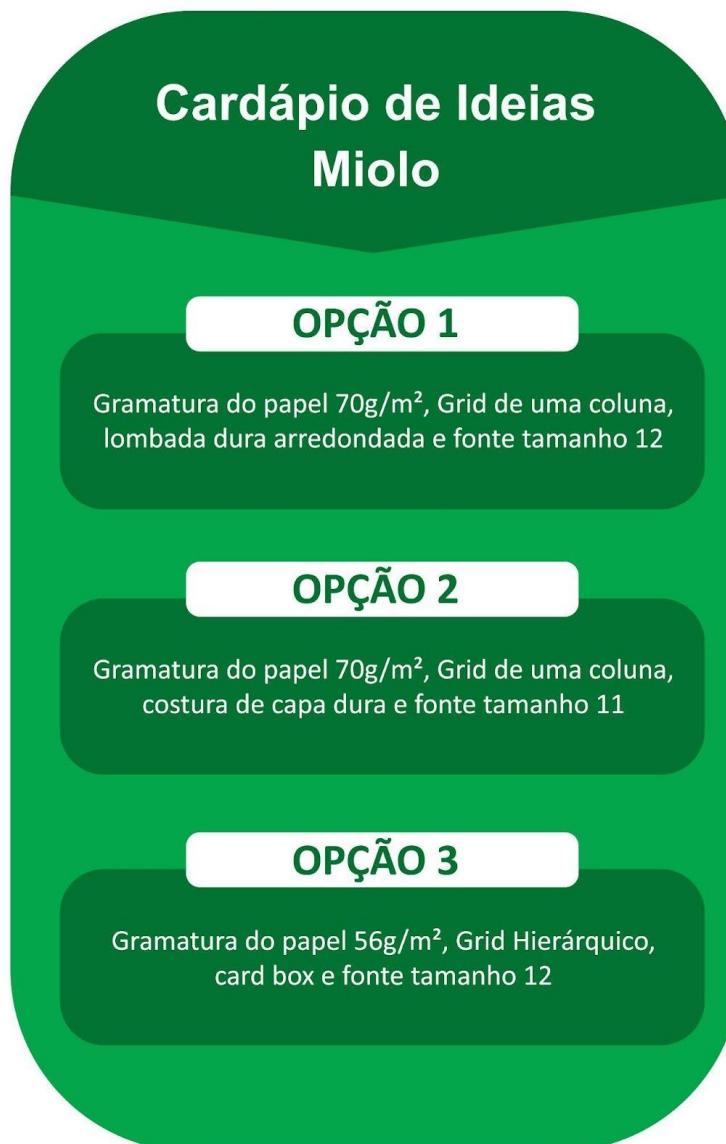 Cardápio de Ideias
Miolo
OPÇÃO 1
Gramatura do papel 70g/m², Grid de uma coluna,
lombada dura arredondada e fonte tamanho 12
OPÇÃO 2
Gramatura do papel 70g/m², Grid de uma coluna,
costura de capa dura e fonte tamanho 11
OPÇÃO 3
Gramatura do papel 56g/m², Grid Hierárquico,
card box e fonte tamanho 12